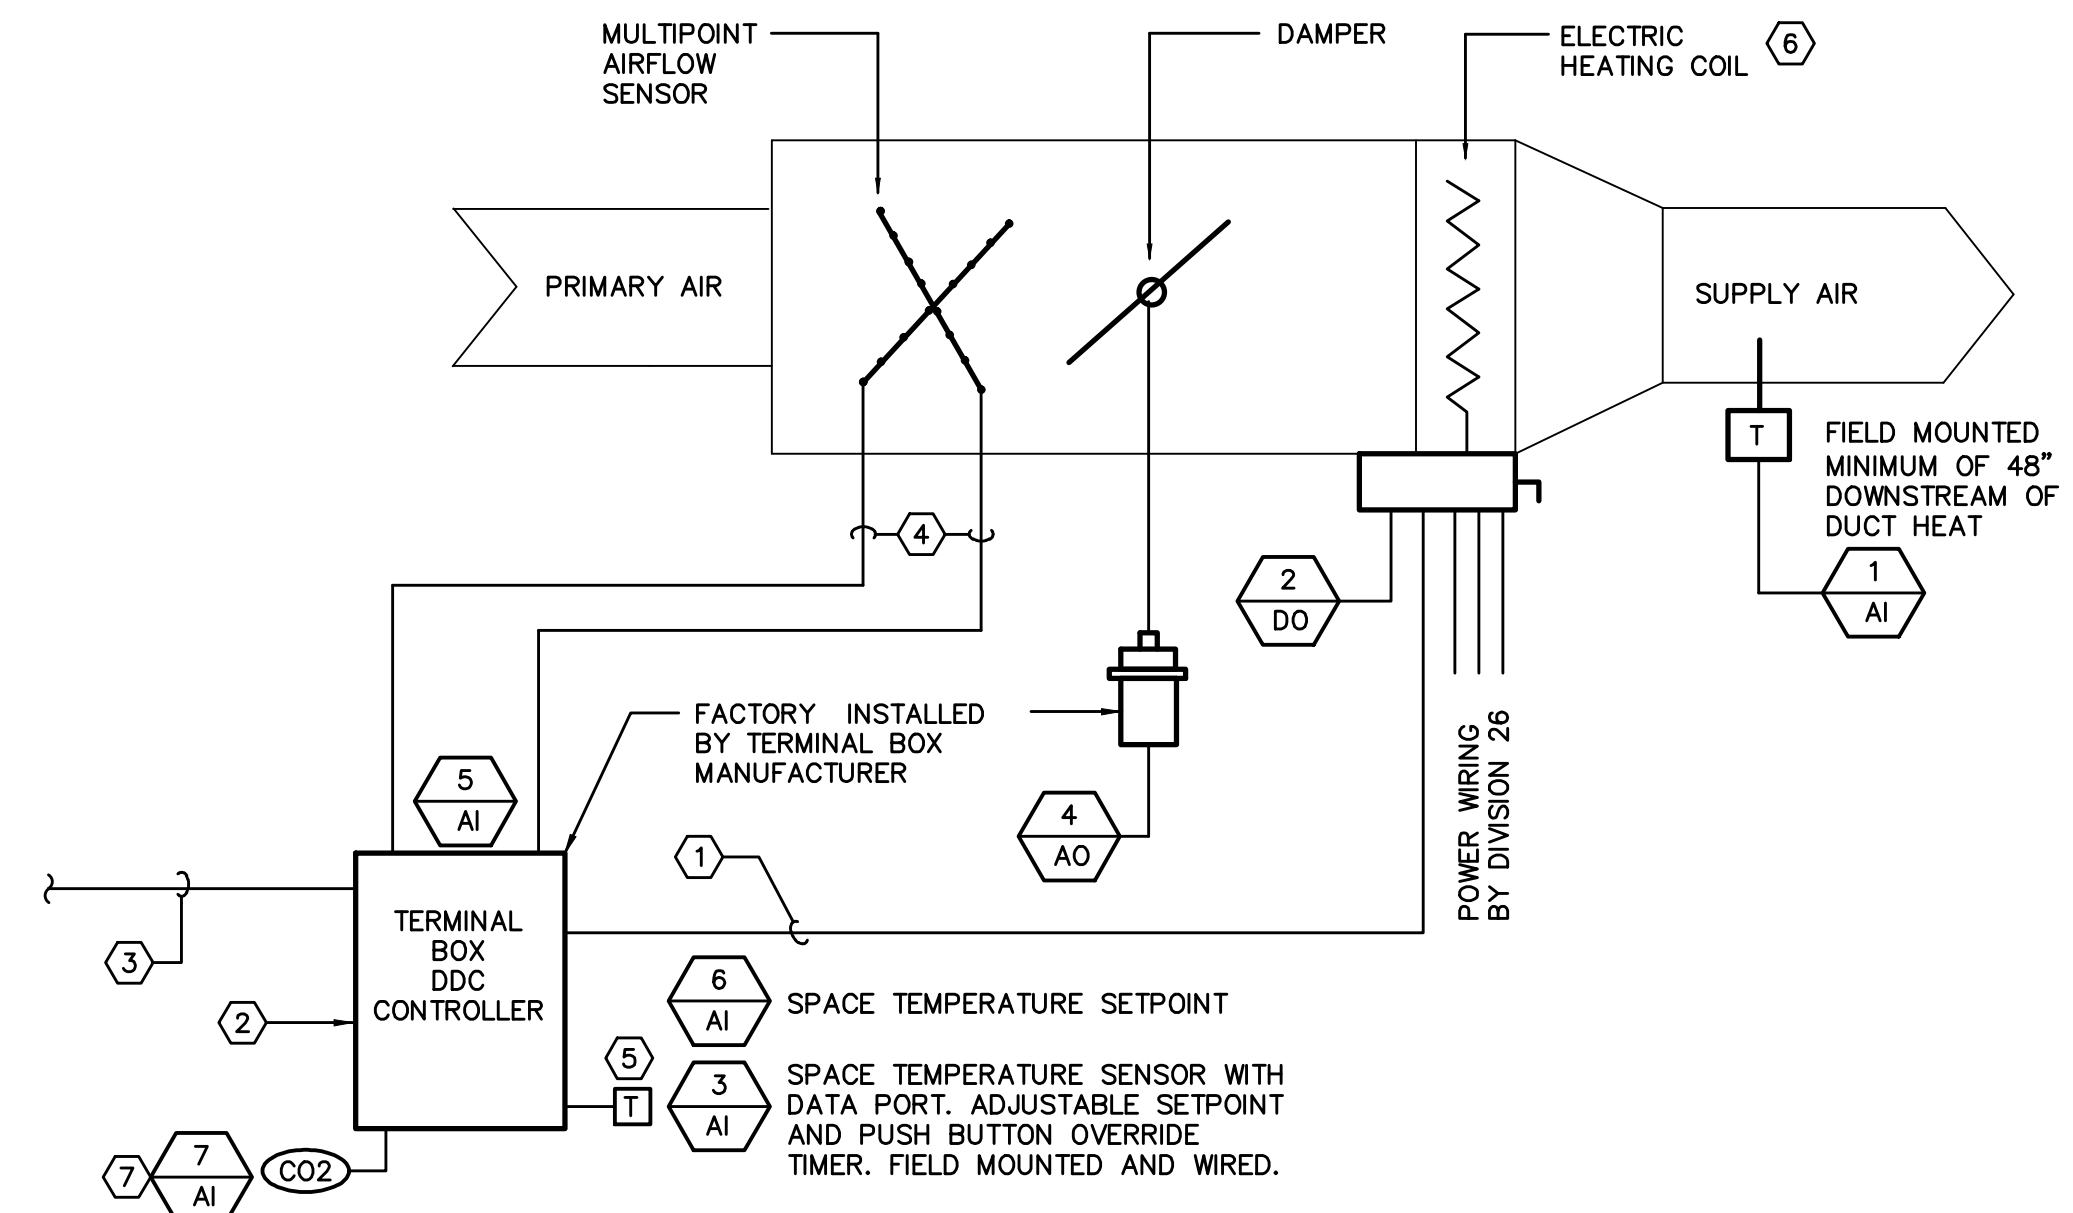 MULTIPOINT
AIRFLOW
SENSOR
DAMPER
ELECTRIC
HEATING COIL
6
PRIMARY AIR
SUPPLY AIR
T
FIELD MOUNTED
MINIMUM OF 48”
DOWNSTREAM OF
DUCT HEAT
1
AI
4
2
DO
FACTORY INSTALLED
BY TERMINAL BOX
MANUFACTURER
POWER WIRING
BY DIVISION 26
5
AI
4
AO
1
3
2
TERMINAL
BOX
DDC
CONTROLLER
6
AI
SPACE TEMPERATURE SETPOINT
5
T
3
AI
SPACE TEMPERATURE SENSOR WITH
DATA PORT. ADJUSTABLE SETPOINT
AND PUSH BUTTON OVERRIDE
TIMER. FIELD MOUNTED AND WIRED.
7
7
AI
CO2